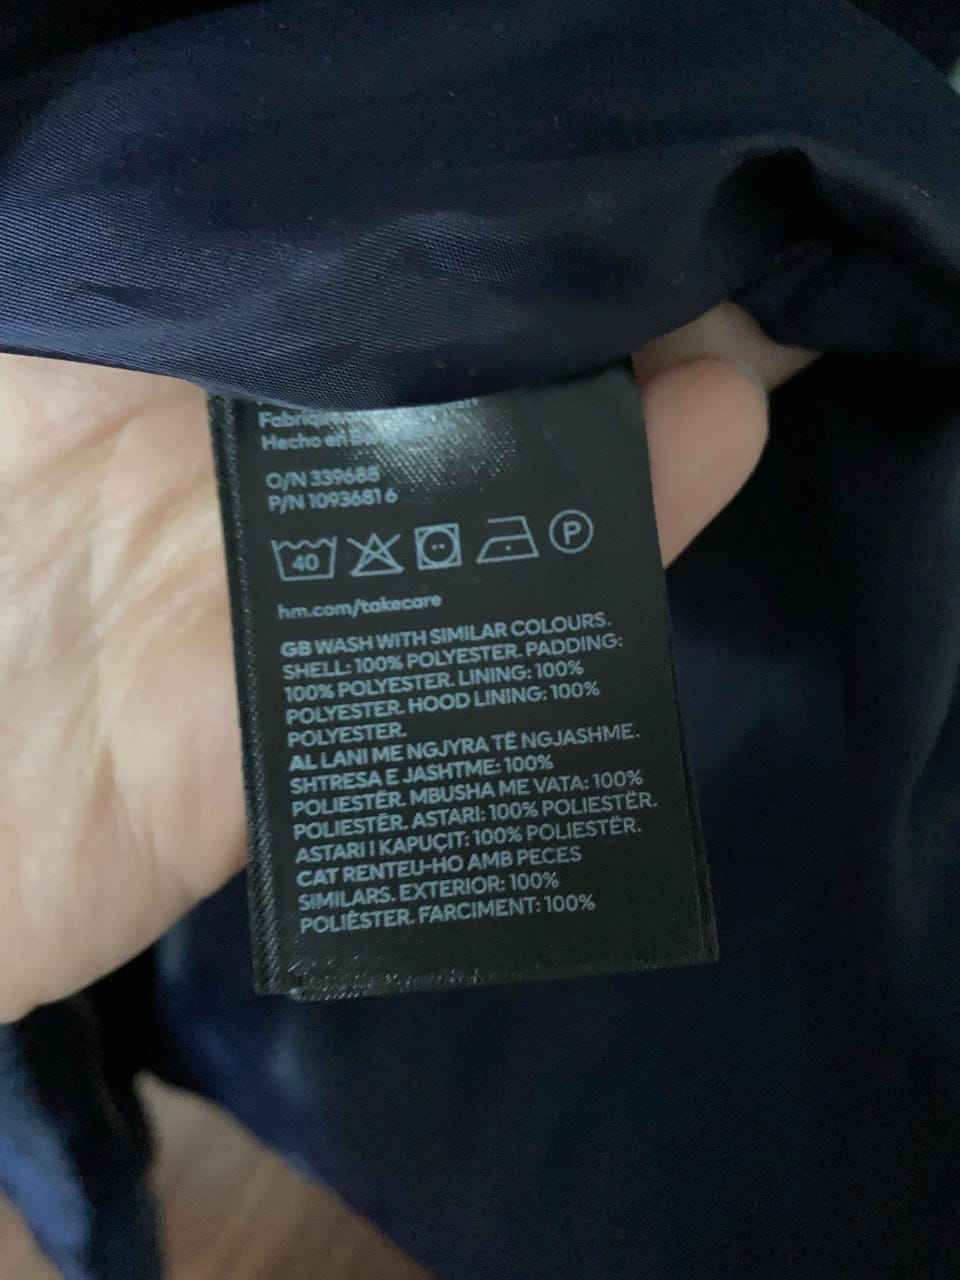 Hecho en
O/N 339688
P/N 1093681 6
40 P
hm.com/takecare
GB WASH WITH SIMILAR COLOURS.
SHELL: 100% POLYESTER. PADDING:
100% POLYESTER. LINING: 100%
POLYESTER. HOOD LINING: 100%
POLYESTER.
AL LANI ME NGJYRA TË NGJASHME.
SHTRESA E JASHTME: 100%
POLIESTËR. MBUSHA ME VATA: 100%
POLIESTËR. ASTARI: 100% POLIESTËR.
ASTARI I KAPUÇIT: 100% POLIESTËR.
CAT RENTEU-HO AMB PECES
SIMILARS. EXTERIOR: 100%
POLIÈSTER. FARCIMENT: 100%